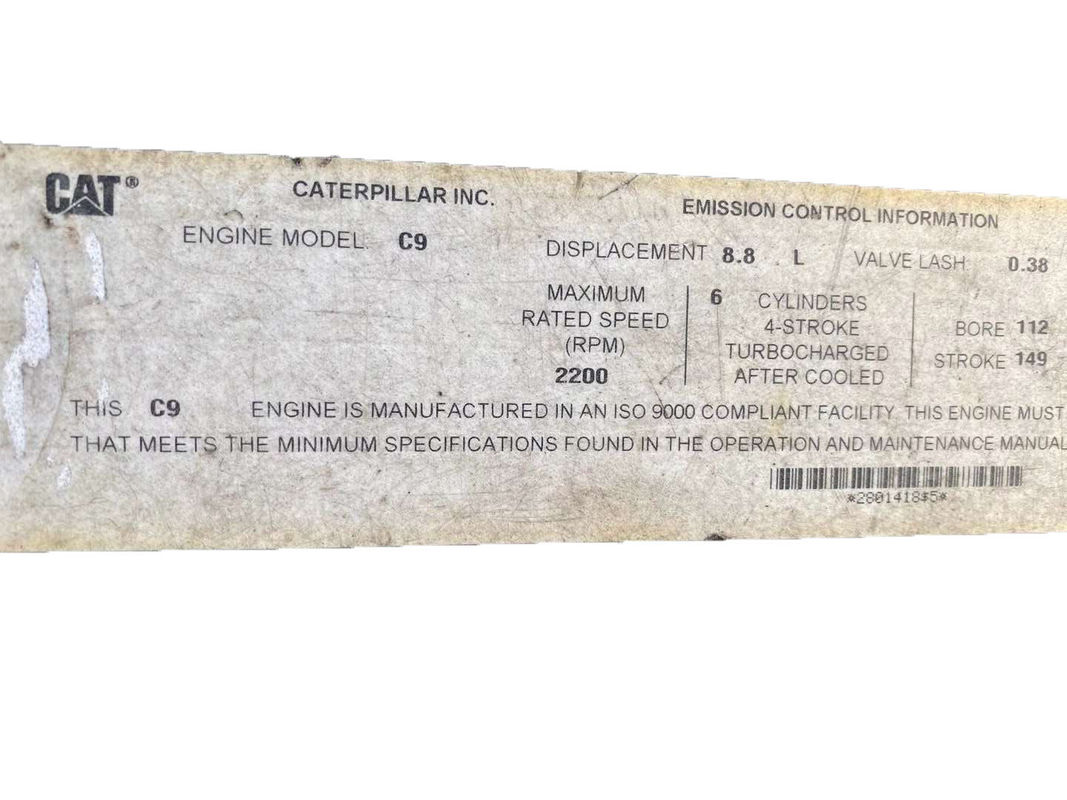 CAT® CATERPILLAR INC. EMISSION CONTROL INFORMATION
ENGINE MODEL: C9 DISPLACEMENT 8.8 L VALVE LASH 0.38
MAXIMUM
RATED SPEED
(RPM)
2200
6 CYLINDERS
4-STROKE
TURBOCHARGED
AFTER COOLED
BORE 112
STROKE 149
THIS C9 ENGINE IS MANUFACTURED IN AN ISO 9000 COMPLIANT FACILITY. THIS ENGINE MUST
THAT MEETS THE MINIMUM SPECIFICATIONS FOUND IN THE OPERATION AND MAINTENANCE MANUAL
*2801418$5*